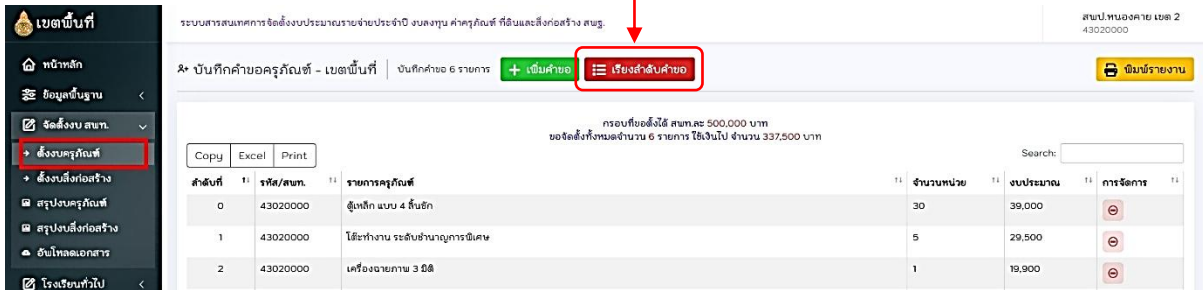 เขตพื้นที่
ระบบสารสนเทศการจัดตั้งงบประมาณรายจ่ายประจำปี งบลงทุน ค่าครุภัณฑ์ ที่ดินและสิ่งก่อสร้าง สพฐ.
สพป.หนองคาย เขต 2
43020000
หน้าหลัก
ข้อมูลพื้นฐาน
จัดตั้งงบ สพท.
ตั้งงบครุภัณฑ์
ตั้งงบสิ่งก่อสร้าง
สรุปงบครุภัณฑ์
สรุปงบสิ่งก่อสร้าง
อัพโหลดเอกสาร
โรงเรียนทั่วไป
บันทึกคำขอครุภัณฑ์ - เขตพื้นที่ บันทึกคำขอ 6 รายการ + เพิ่มคำขอ เรียงลำดับคำขอ พิมพ์รายงาน
กรอบที่ขอตั้งได้ สพท.ละ 500,000 บาท
ขอจัดตั้งทั้งหมดจำนวน 6 รายการ ใช้เงินไป จำนวน 337,500 บาท
Copy Excel Print Search:
ลำดับที่ รหัส/สพท. รายการครุภัณฑ์ จำนวนหน่วย งบประมาณ การจัดการ
0 43020000 ตู้เหล็ก แบบ 4 ลิ้นชัก 30 39,000
1 43020000 โต๊ะทำงาน ระดับชำนาญการพิเศษ 5 29,500
2 43020000 เครื่องฉายภาพ 3 มิติ 1 19,900